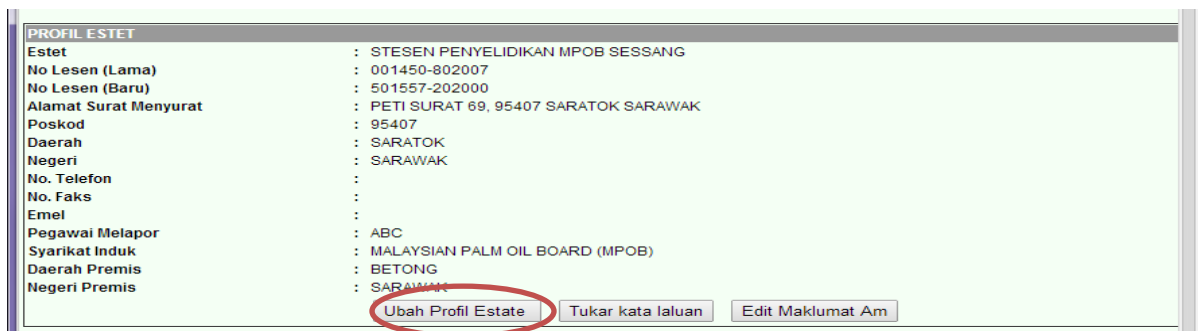 PROFIL ESTET
Estet : STESEN PENYELIDIKAN MPOB SESSANG
No Lesen (Lama) : 001450-802007
No Lesen (Baru) : 501557-202000
Alamat Surat Menyurat : PETI SURAT 69, 95407 SARATOK SARAWAK
Poskod : 95407
Daerah : SARATOK
Negeri : SARAWAK
No. Telefon :
No. Faks :
Emel :
Pegawai Melapor : ABC
Syarikat Induk : MALAYSIAN PALM OIL BOARD (MPOB)
Daerah Premis : BETONG
Negeri Premis : SARAWAK
Ubah Profil Estate Tukar kata laluan Edit Maklumat Am